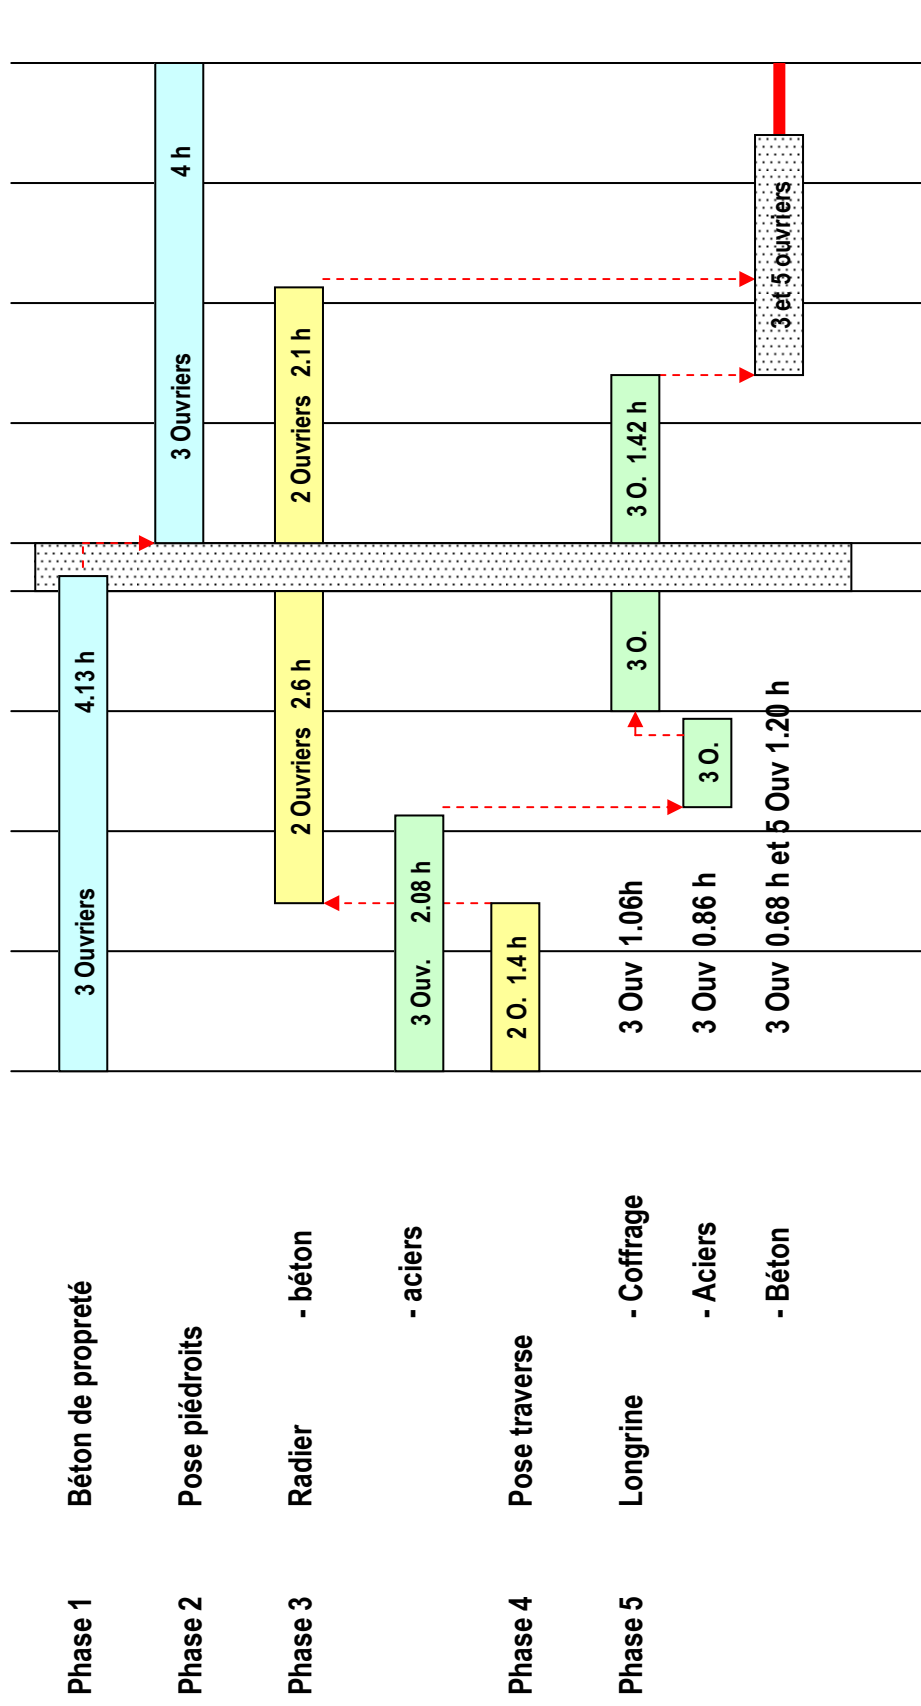 Phase 1 Béton de propreté 3 Ouvriers 4.13 h
Phase 2 Pose piédroits 3 Ouvriers 4 h
Phase 3 Radier - béton 2 Ouvriers 2.6 h 2 Ouvriers 2.1 h
- aciers 3 Ouv. 2.08 h
Phase 4 Pose traverse 2 O. 1.4 h
Phase 5 Longrine - Coffrage 3 Ouv 1.06h 3 O. 3 O. 1.42 h
- Aciers 3 Ouv 0.86 h 3 O.
- Béton 3 Ouv 0.68 h et 5 Ouv 1.20 h 3 et 5 ouvriers